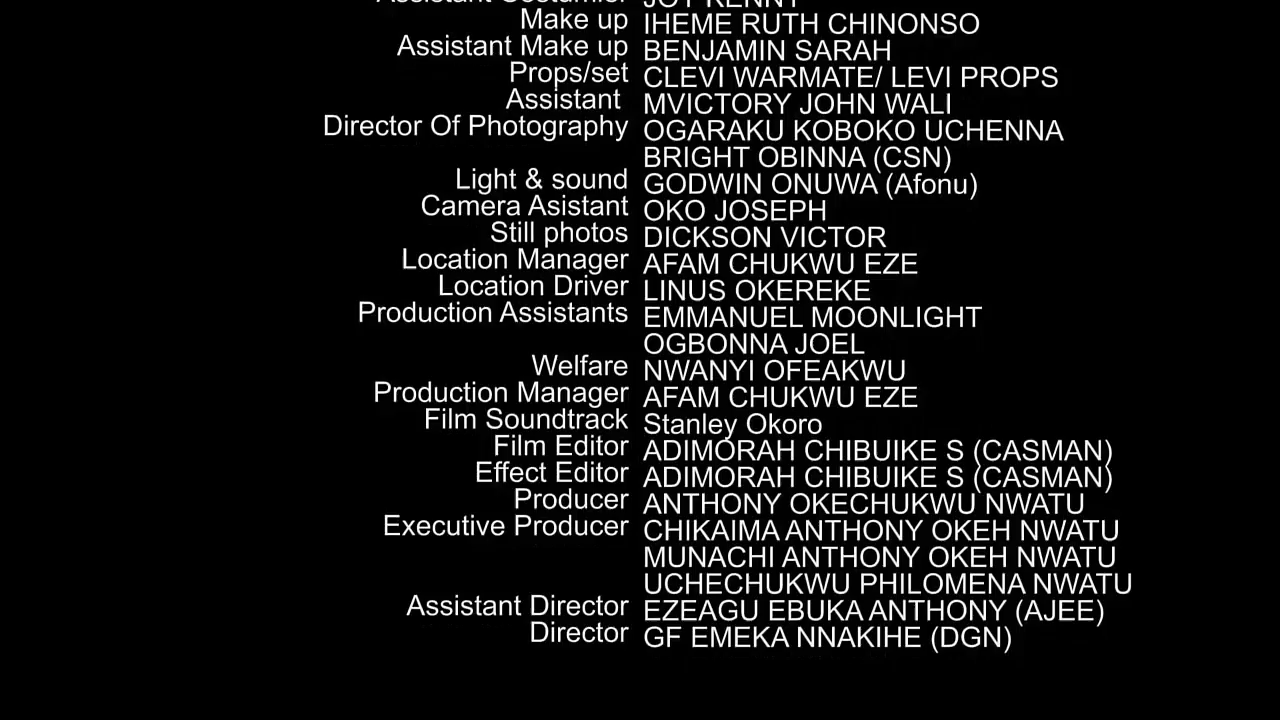 Assistant Costumier JOY KENNY
Make up IHEME RUTH CHINONSO
Assistant Make up BENJAMIN SARAH
Props/set CLEVI WARMATE/ LEVI PROPS
Assistant MVICTORY JOHN WALI
Director Of Photography OGARAKU KOBOKO UCHENNA
BRIGHT OBINNA (CSN)
Light & sound GODWIN ONUWA (Afonu)
Camera Asistant OKO JOSEPH
Still photos DICKSON VICTOR
Location Manager AFAM CHUKWU EZE
Location Driver LINUS OKEREKE
Production Assistants EMMANUEL MOONLIGHT
OGBONNA JOEL
Welfare NWANYI OFEAKWU
Production Manager AFAM CHUKWU EZE
Film Soundtrack Stanley Okoro
Film Editor ADIMORAH CHIBUIKE S (CASMAN)
Effect Editor ADIMORAH CHIBUIKE S (CASMAN)
Producer ANTHONY OKECHUKWU NWATU
Executive Producer CHIKAIMA ANTHONY OKEH NWATU
MUNACHI ANTHONY OKEH NWATU
UCHECHUKWU PHILOMENA NWATU
Assistant Director EZEAGU EBUKA ANTHONY (AJEE)
Director GF EMEKA NNAKIHE (DGN)